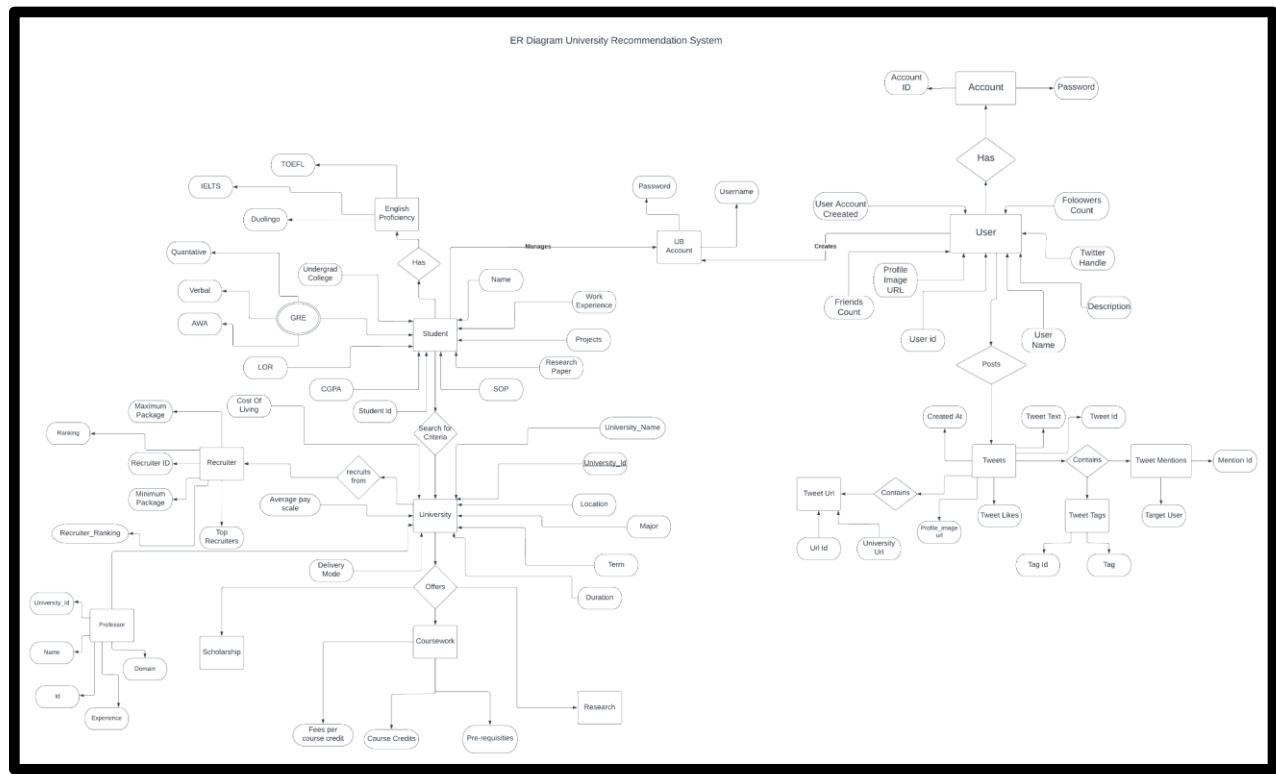 ER Diagram University Recommendation System
Account
ID
Account
Password
Has
TOEFL
IELTS
English
Proficiency
Duolingo
Password
Username
User Account
Creeated
Foloowers
Count
User
UB
Account
Manages
Creates
Quantative
Has
Undergrad
College
Name
Profile
Image
URL
Twitter
Handle
Verbal
GRE
Work
Experience
Friends
Count
Description
AWA
Student
Projects
User id
User
Name
LOR
Research
Paper
Posts
CGPA
SOP
Cost Of
Living
Student Id
Maximum
Package
Search for
Criteria
University_Name
Created At
Tweet Text
Tweet Id
Ranking
Recruiter
Recruiter ID
recruits
from
University_Id
Tweets
Contains
Tweet Mentions
Mention Id
Minimum
Package
Average pay
scale
University
Location
Tweet Url
Contains
Major
Profile_image
url
Tweet Likes
Tweet Tags
Target User
Recruiter_Ranking
Top
Recruiters
Url Id
University
Url
Delivery
Mode
Term
Tag Id
Tag
Offers
Duration
University_Id
Professor
Name
Scholarship
Coursework
Domain
Id
Experience
Research
Fees per
course credit
Course Credits
Pre-requisities